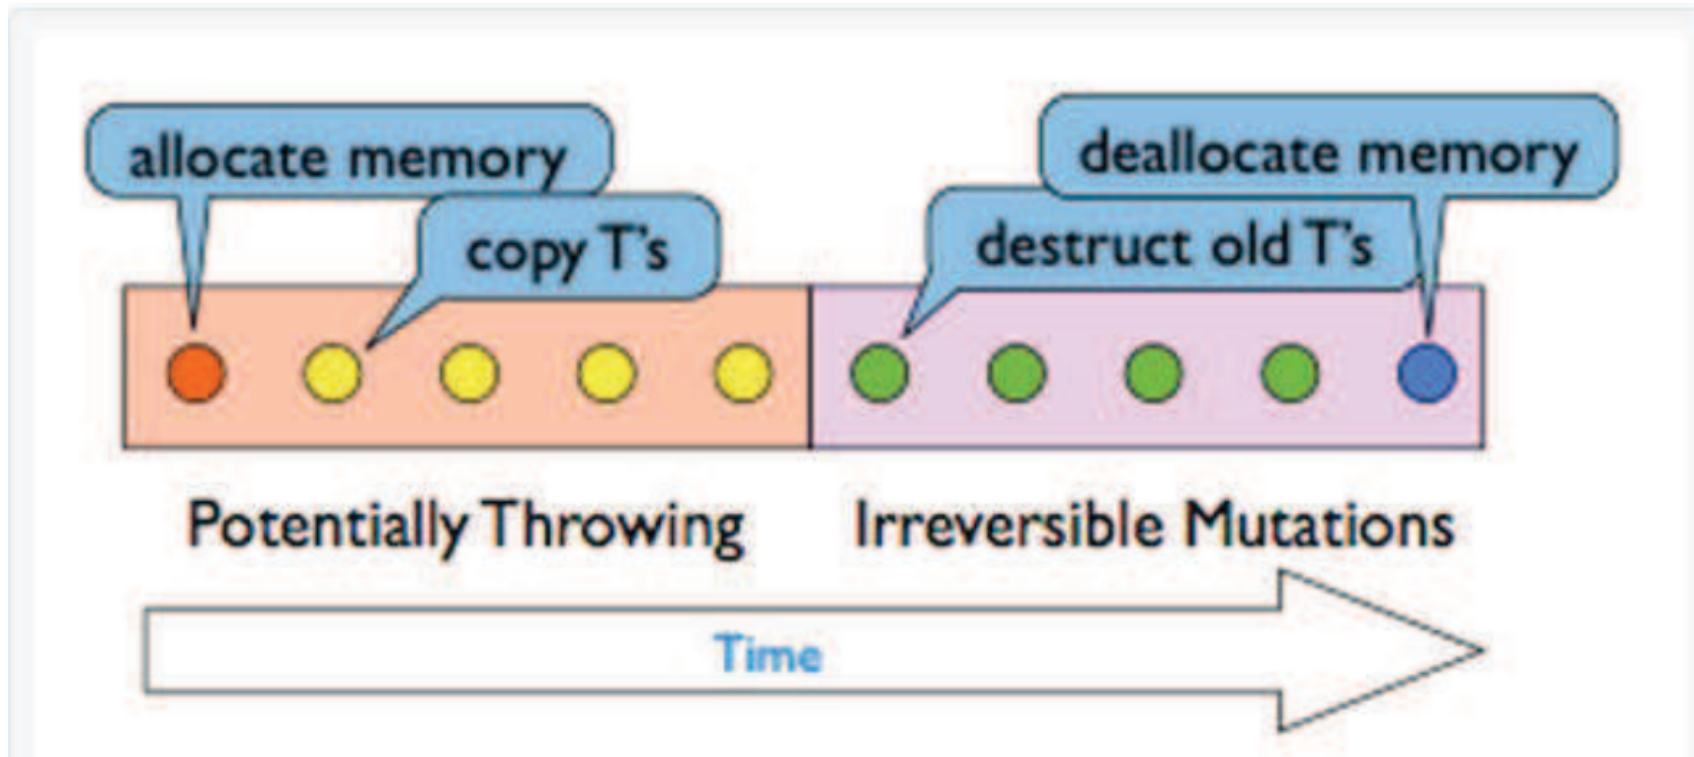 allocate memory
copy T's
deallocate memory
destruct old T's
Potentially Throwing
Irreversible Mutations
Time